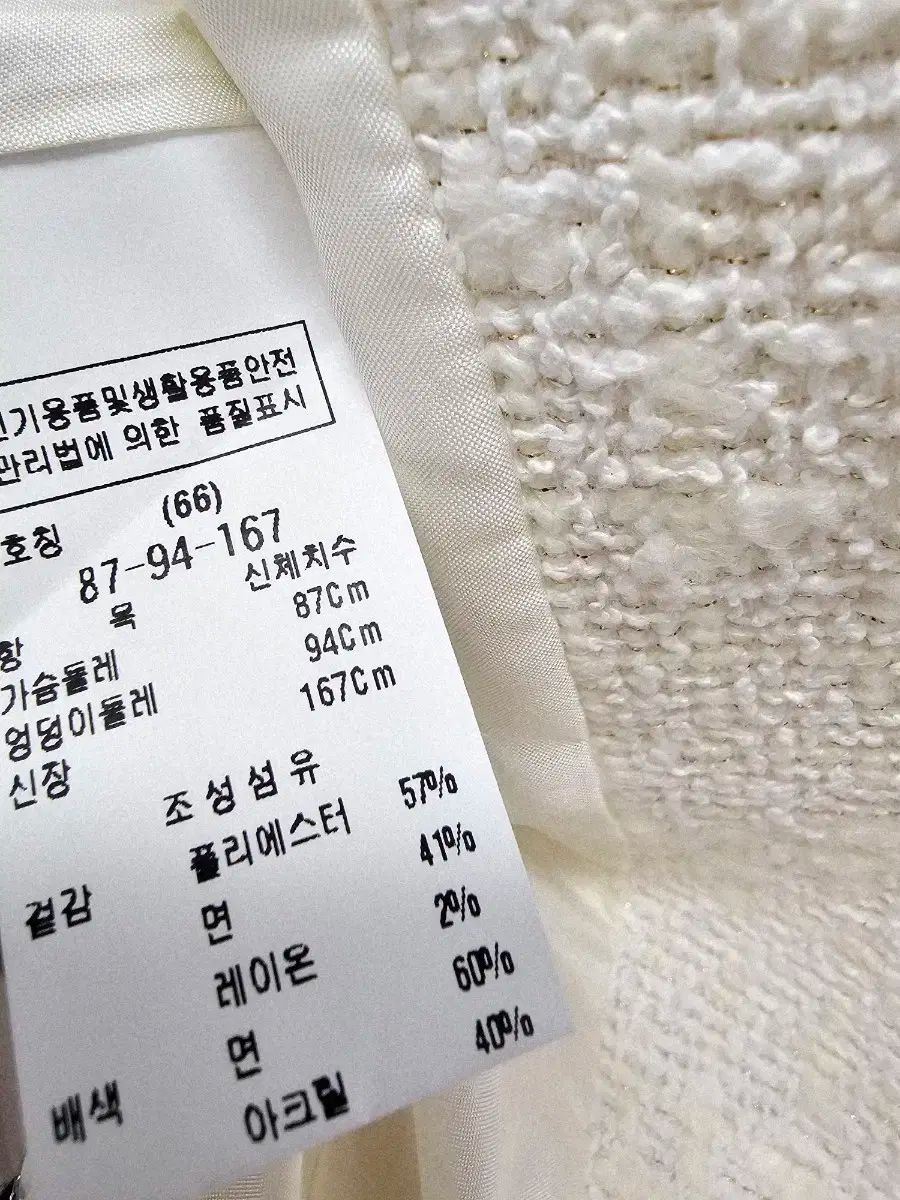 기용품및생활용품안전
관리법에 의한 품질표시
호칭 (66)
87-94-167
항 목 신체치수
가슴둘레 87Cm
엉덩이둘레 94Cm
신장 167Cm
조성섬유
겉감 폴리에스터 57%
면 41%
레이온 2%
배색 면 60%
아크릴 40%